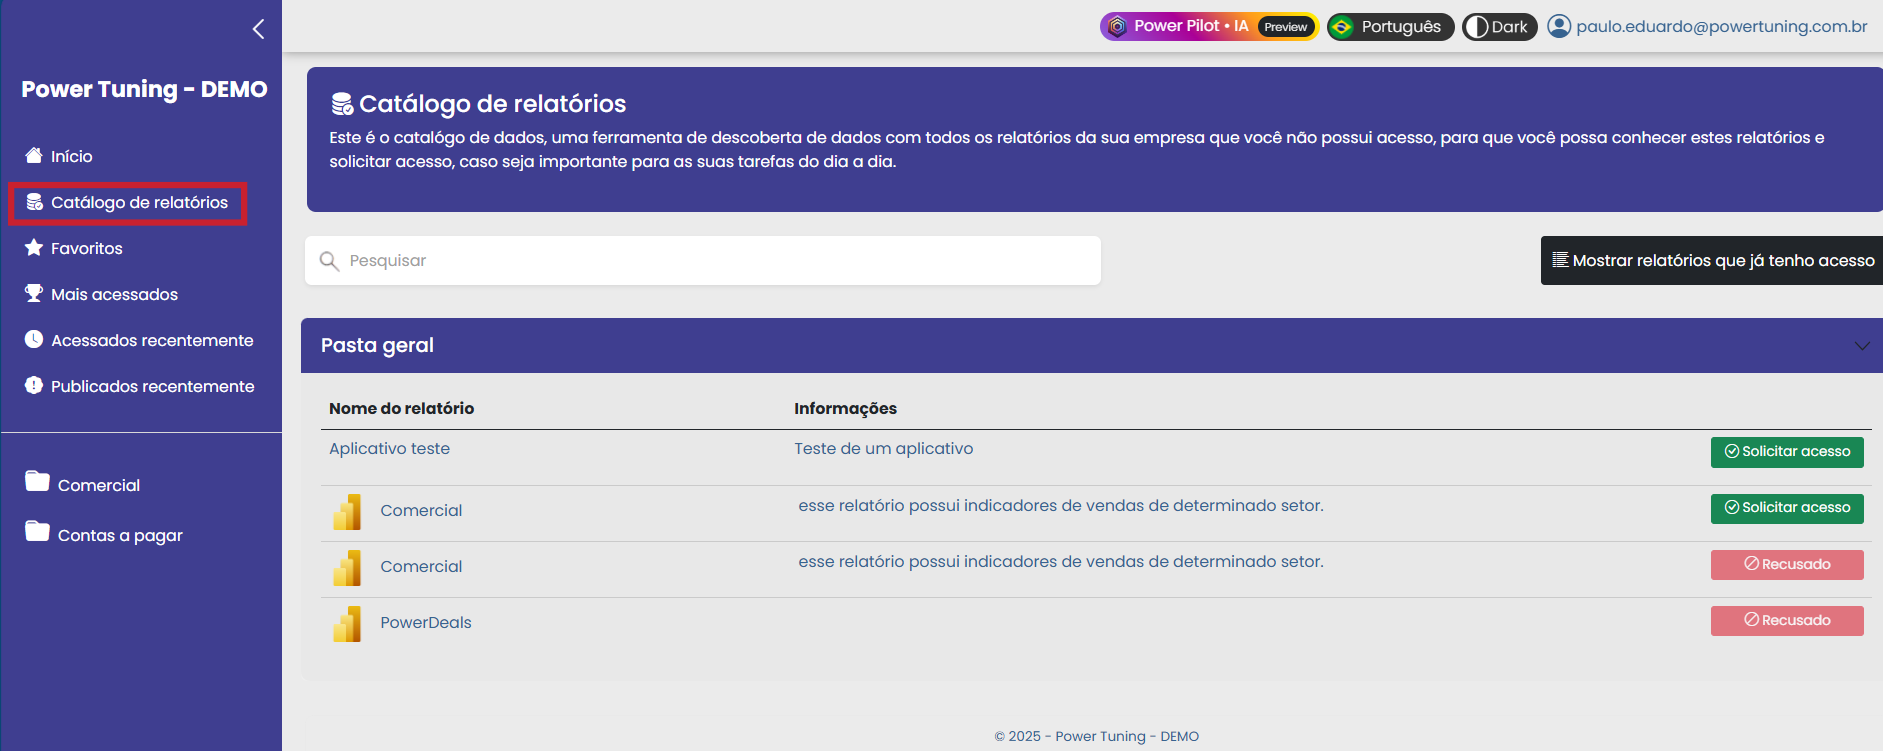 Power Pilot • IA Preview
Português
Dark
paulo.eduardo@powertuning.com.br
Power Tuning - DEMO
Início
Catálogo de relatórios
Favoritos
Mais acessados
Acessados recentemente
Publicados recentemente
Comercial
Contas a pagar
Catálogo de relatórios
Este é o catalógo de dados, uma ferramenta de descoberta de dados com todos os relatórios da sua empresa que você não possui acesso, para que você possa conhecer estes relatórios e
solicitar acesso, caso seja importante para as suas tarefas do dia a dia.
Pesquisar
Mostrar relatórios que já tenho acesso
Pasta geral
Nome do relatório Informações
Aplicativo teste Teste de um aplicativo Solicitar acesso
Comercial esse relatório possui indicadores de vendas de determinado setor. Solicitar acesso
Comercial esse relatório possui indicadores de vendas de determinado setor. Recusado
PowerDeals Recusado
© 2025 - Power Tuning - DEMO